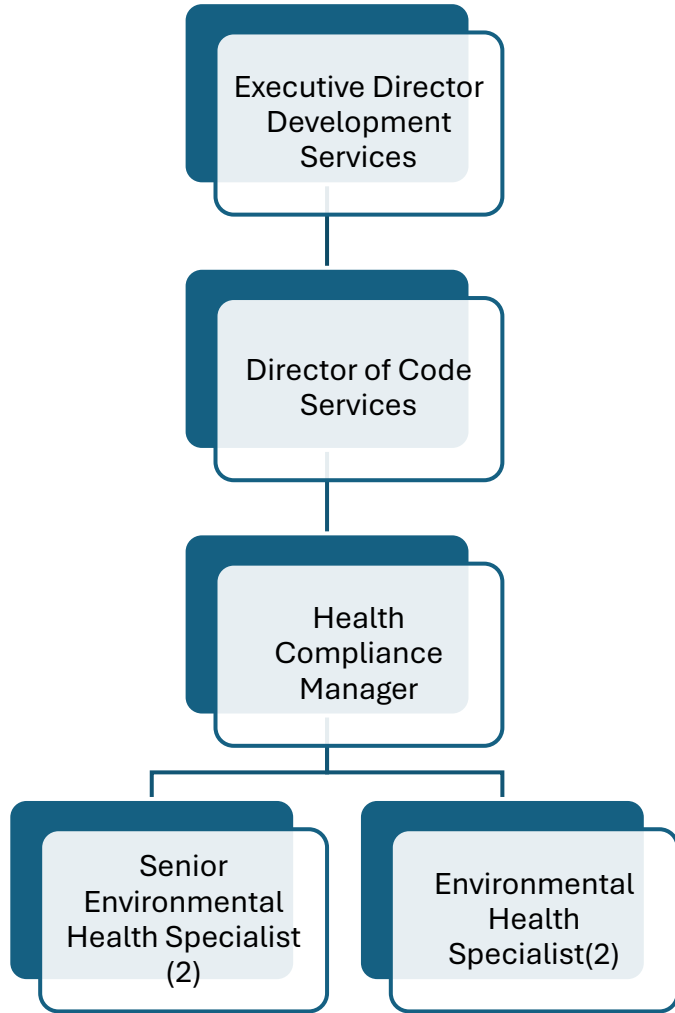 Executive Director
Development
Services
Director of Code
Services
Health
Compliance
Manager
Senior
Environmental
Health Specialist
(2)
Environmental
Health
Specialist(2)